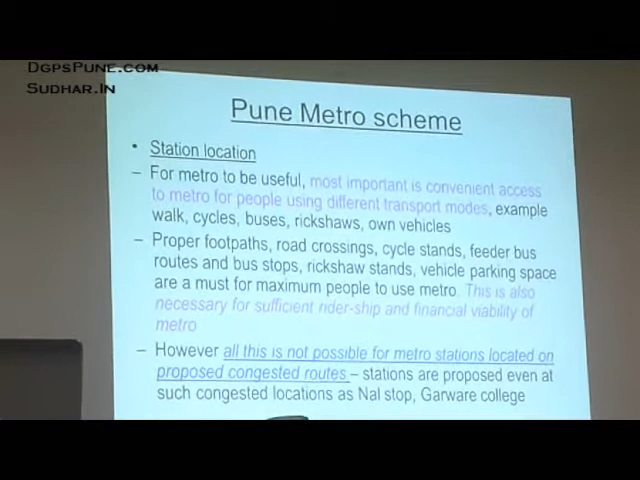 DgpsPune.com
Sudhar.In
Pune Metro scheme
• Station location
– For metro to be useful, most important is convenient access
to metro for people using different transport modes, example
walk, cycles, buses, rickshaws, own vehicles
– Proper footpaths, road crossings, cycle stands, feeder bus
routes and bus stops, rickshaw stands, vehicle parking space
are a must for maximum people to use metro. This is also
necessary for sufficient rider-ship and financial viability of
metro
– However all this is not possible for metro stations located on
proposed congested routes – stations are proposed even at
such congested locations as Nal stop, Garware college